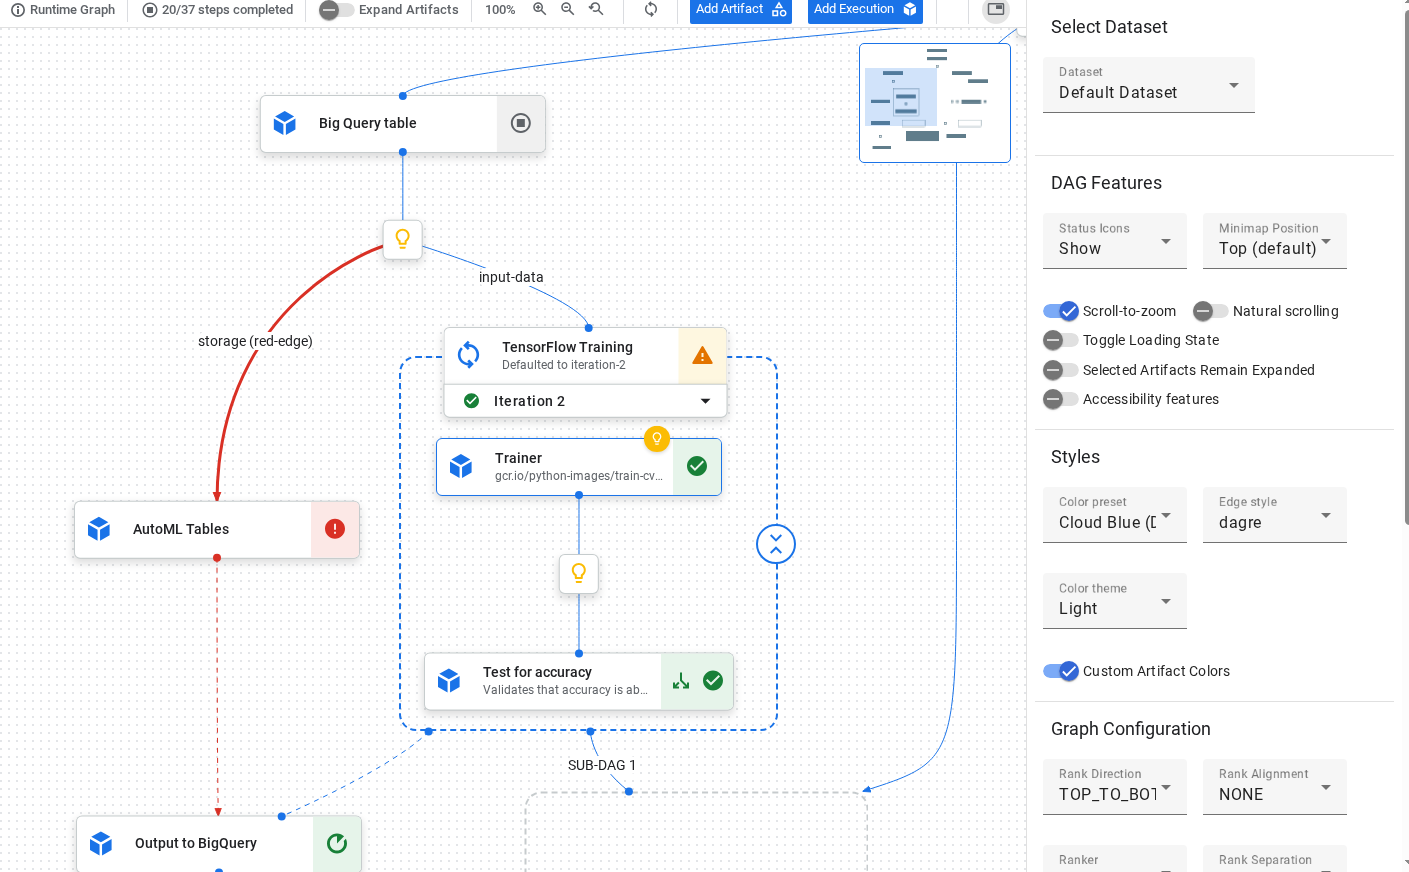 Runtime Graph
20/37 steps completed
Expand Artifacts
100%
Add Artifact
Add Execution
Big Query table
input-data
storage (red-edge)
TensorFlow Training
Defaulted to iteration-2
Iteration 2
Trainer
gcr.io/python-images/train-cv...
AutoML Tables
Test for accuracy
Validates that accuracy is ab...
SUB-DAG 1
Output to BigQuery
Select Dataset
Dataset
Default Dataset
DAG Features
Status Icons
Show
Minimap Position
Top (default)
Scroll-to-zoom
Natural scrolling
Toggle Loading State
Selected Artifacts Remain Expanded
Accessibility features
Styles
Color preset
Cloud Blue (D
Edge style
dagre
Color theme
Light
Custom Artifact Colors
Graph Configuration
Rank Direction
TOP_TO_BOT
Rank Alignment
NONE
Ranker
Rank Separation